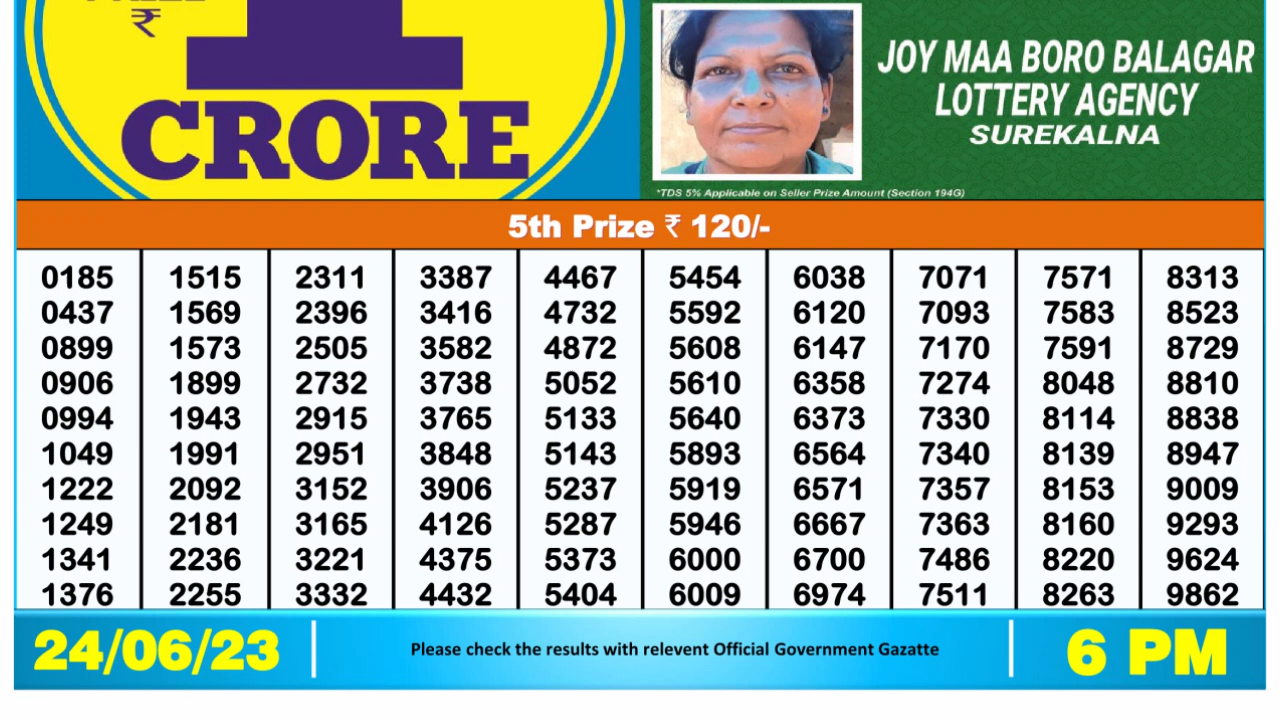 ₹
CRORE
JOY MAA BORO BALAGAR
LOTTERY AGENCY
SUREKALNA
*TDS 5% Applicable on Seller Prize Amount (Section 194G)
5th Prize ₹ 120/-
0185 1515 2311 3387 4467 5454 6038 7071 7571 8313
0437 1569 2396 3416 4732 5592 6120 7093 7583 8523
0899 1573 2505 3582 4872 5608 6147 7170 7591 8729
0906 1899 2732 3738 5052 5610 6358 7274 8048 8810
0994 1943 2915 3765 5133 5640 6373 7330 8114 8838
1049 1991 2951 3848 5143 5893 6564 7340 8139 8947
1222 2092 3152 3906 5237 5919 6571 7357 8153 9009
1249 2181 3165 4126 5287 5946 6667 7363 8160 9293
1341 2236 3221 4375 5373 6000 6700 7486 8220 9624
1376 2255 3332 4432 5404 6009 6974 7511 8263 9862
24/06/23
Please check the results with relevent Official Government Gazatte
6 PM